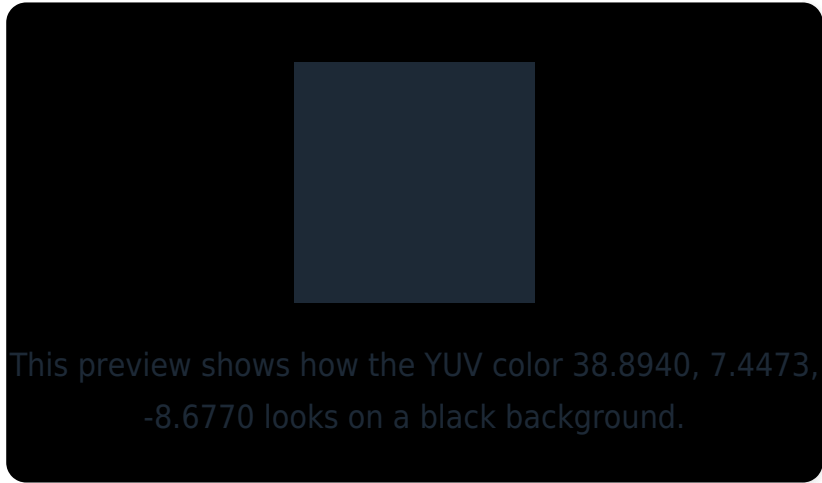 This preview shows how the YUV color 38.8940, 7.4473,
-8.6770 looks on a black background.